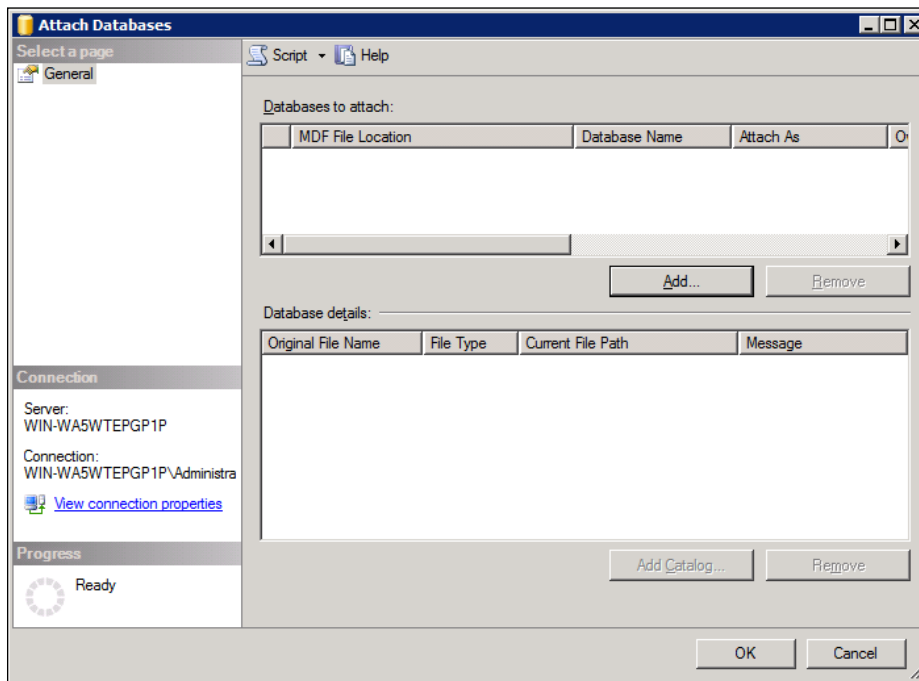 Attach Databases
Select a page
General
Script Help
Databases to attach:
MDF File Location Database Name Attach As
Add... Remove
Database details:
Original File Name File Type Current File Path Message
Connection
Server:
WIN-WA5WTEPGP1P
Connection:
WIN-WA5WTEPGP1P\Administra
View connection properties
Progress
Ready
Add Catalog... Remove
OK Cancel